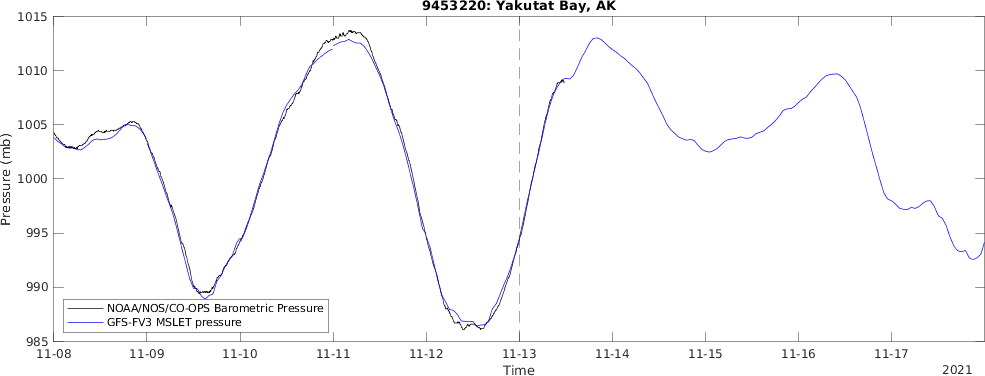 9453220: Yakutat Bay, AK
Pressure (mb)
1015
1010
1005
1000
995
990
985
NOAA/NOS/CO-OPS Barometric Pressure
GFS-FV3 MSLET pressure
11-08 11-09 11-10 11-11 11-12 11-13 11-14 11-15 11-16 11-17
Time
2021